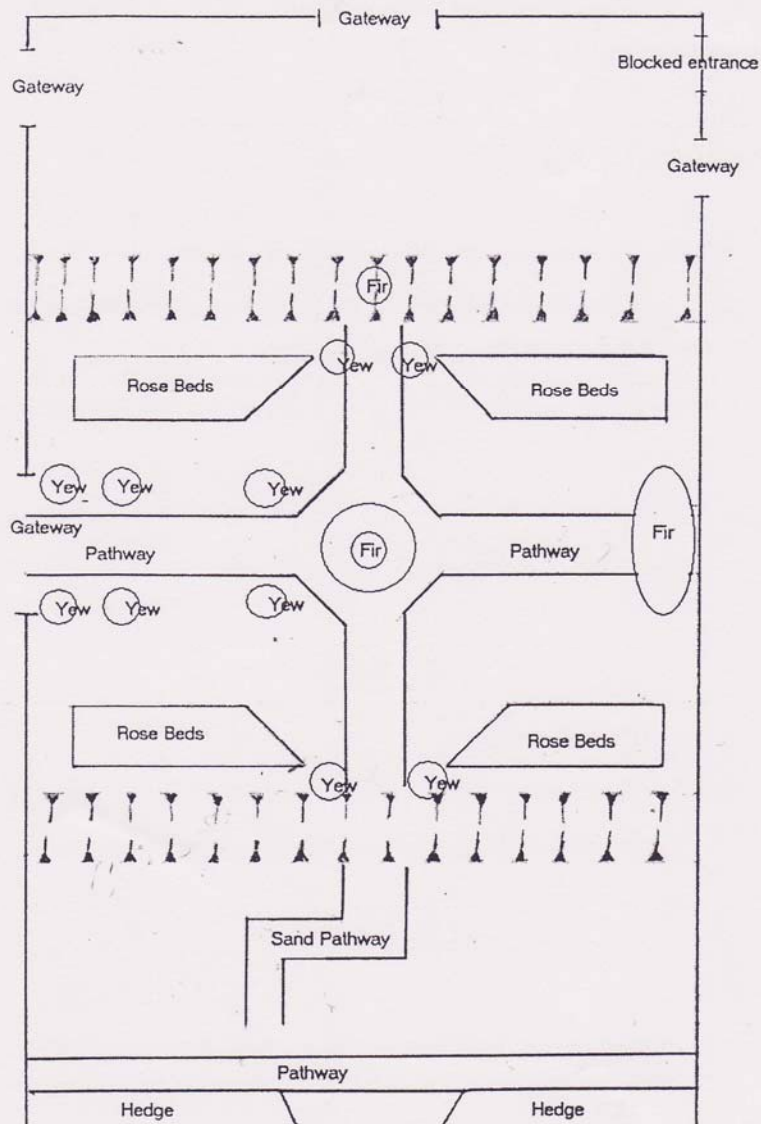 Gateway
Blocked entrance
Gateway
Gateway
Fir
Yew Yew
Rose Beds Rose Beds
Yew Yew Yew
Gateway
Fir
Fir
Pathway Pathway
Yew Yew Yew
Rose Beds Rose Beds
Yew Yew
Sand Pathway
Pathway
Hedge Hedge